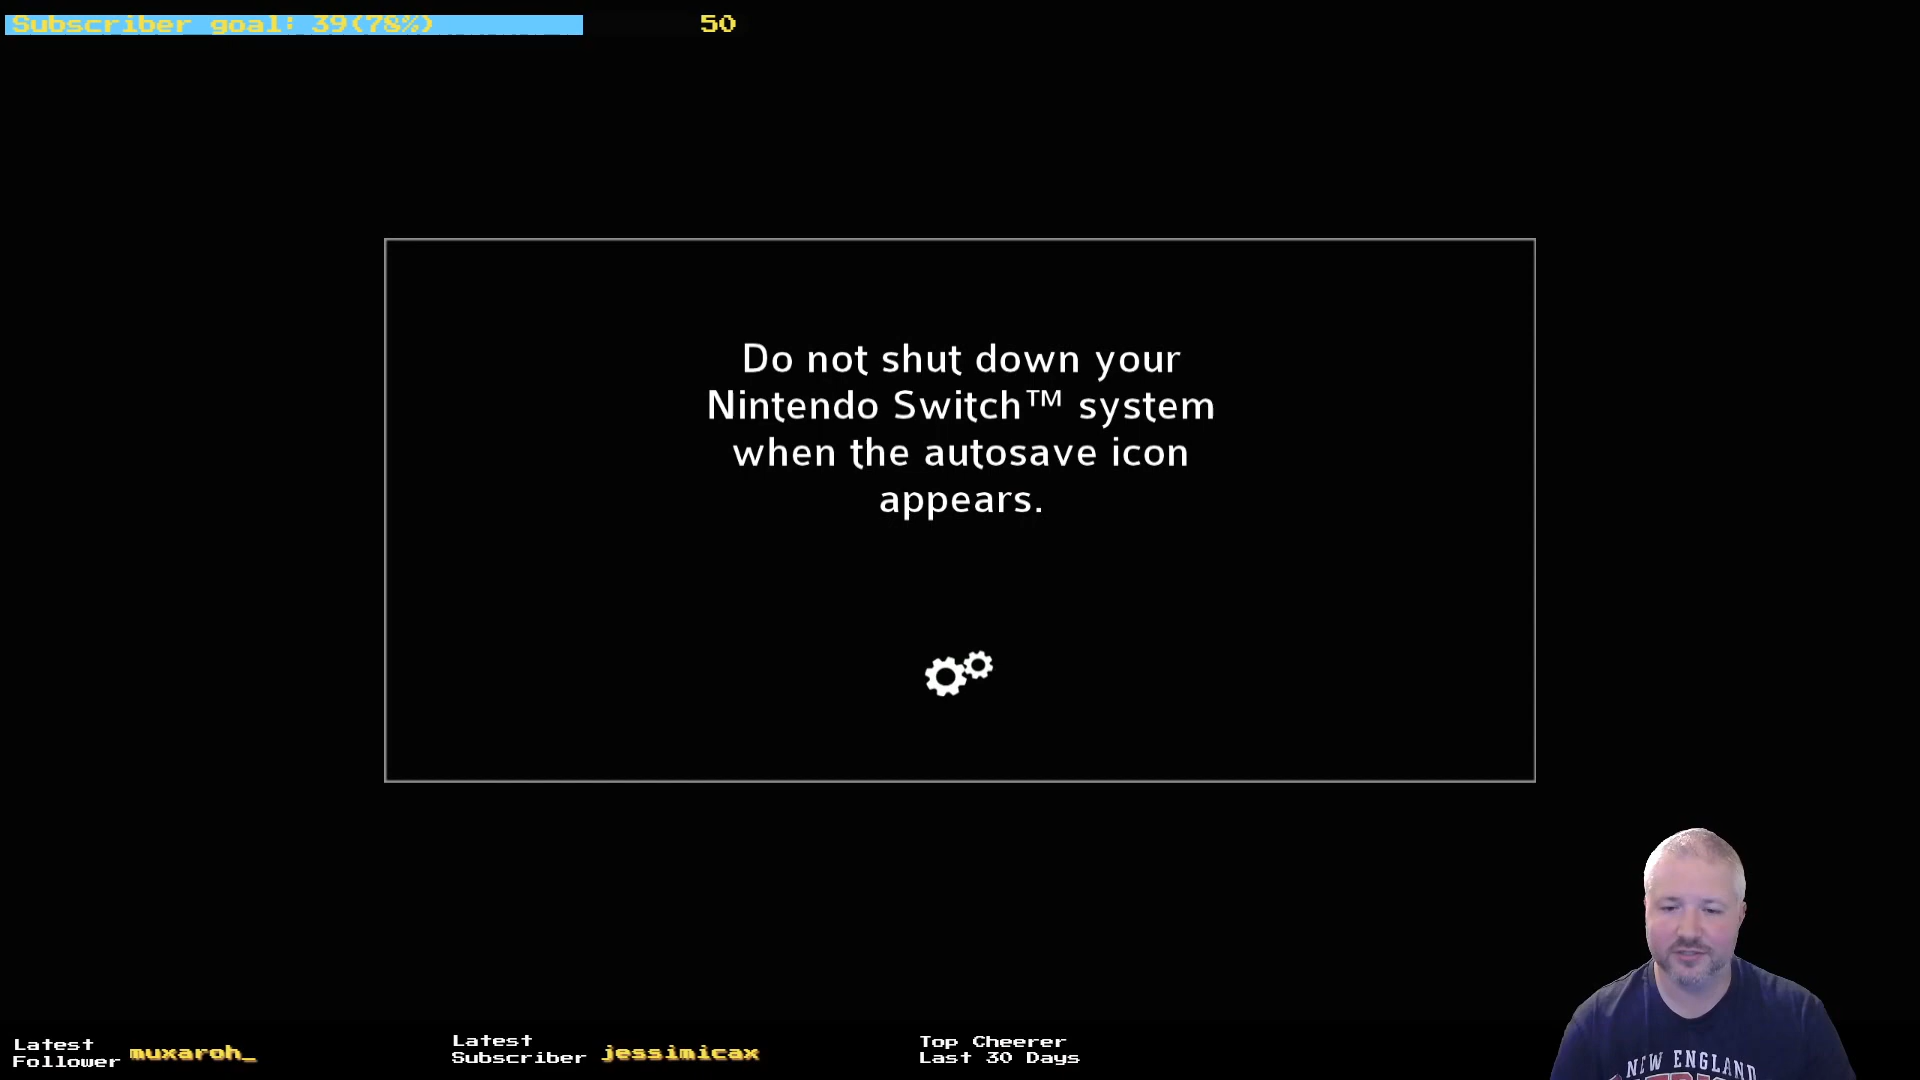 Subscriber goal: 39(78%) 50
Do not shut down your
Nintendo Switch™ system
when the autosave icon
appears.
Latest
Follower muxaroh_
Latest
Subscriber jessimicax
Top Cheerer
Last 30 Days
NEW ENGLAND